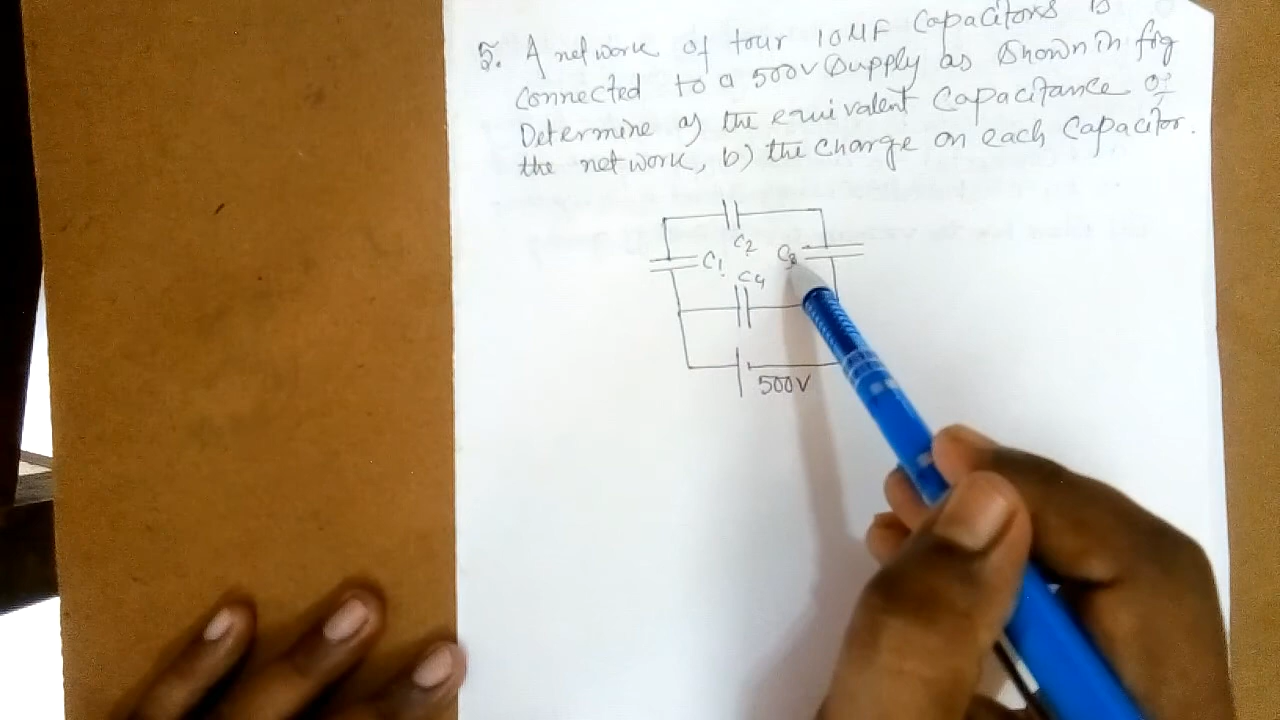 5. A network of four 10MF Capacitors is
Connected to a 500V Supply as Shown in fig
Determine a) the equivalent Capacitance of
the network, b) the charge on each Capacitor.
C2
C1
C3
C4
500V